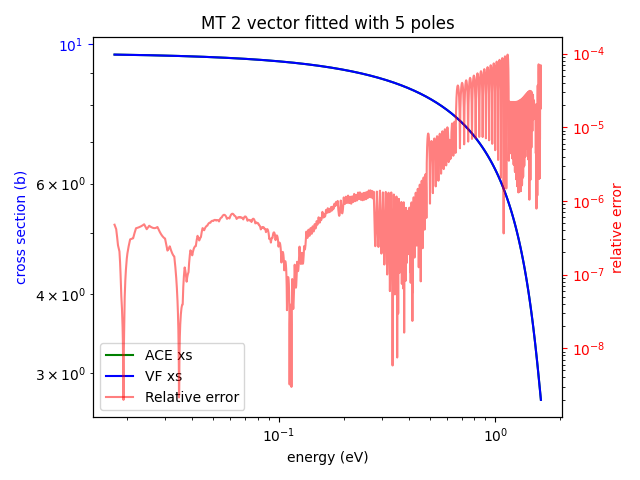 MT 2 vector fitted with 5 poles
10¹
6 × 10⁰
4 × 10⁰
3 × 10⁰
cross section (b)
10⁻⁴
10⁻⁵
10⁻⁶
10⁻⁷
10⁻⁸
relative error
ACE xs
VF xs
Relative error
10⁻¹
10⁰
energy (eV)